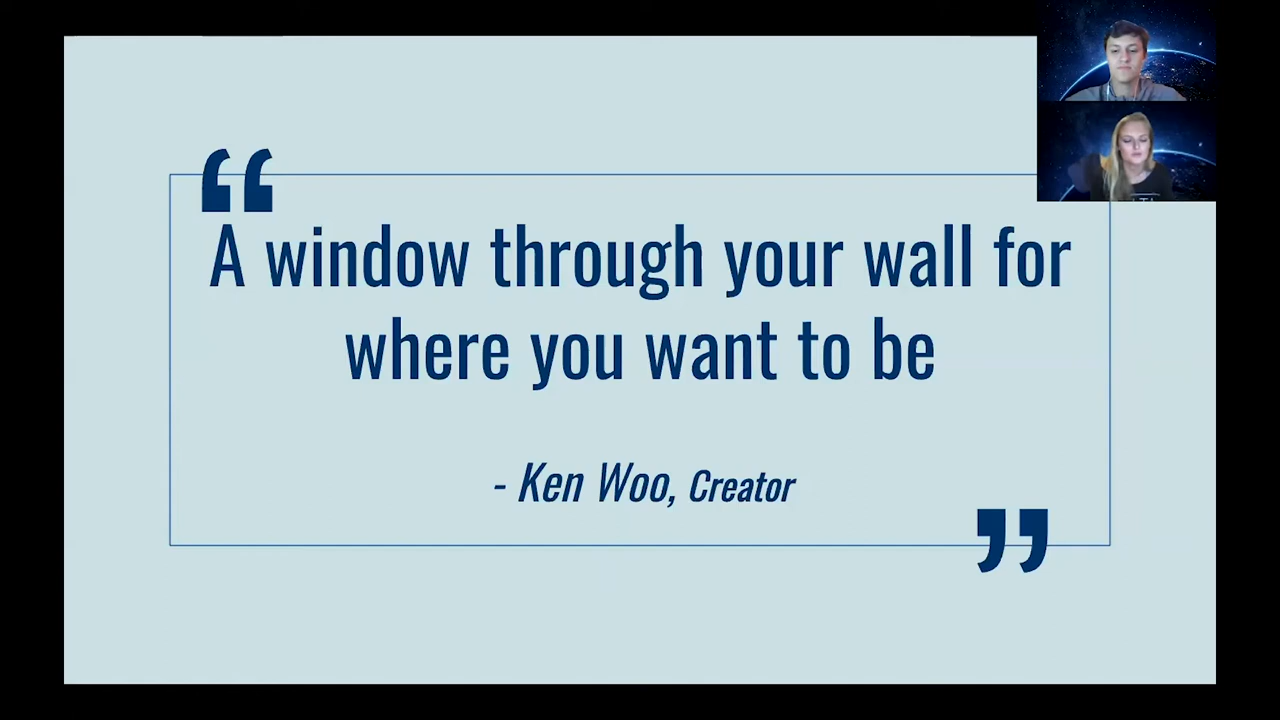 “
A window through your wall for
where you want to be
- Ken Woo, Creator
”